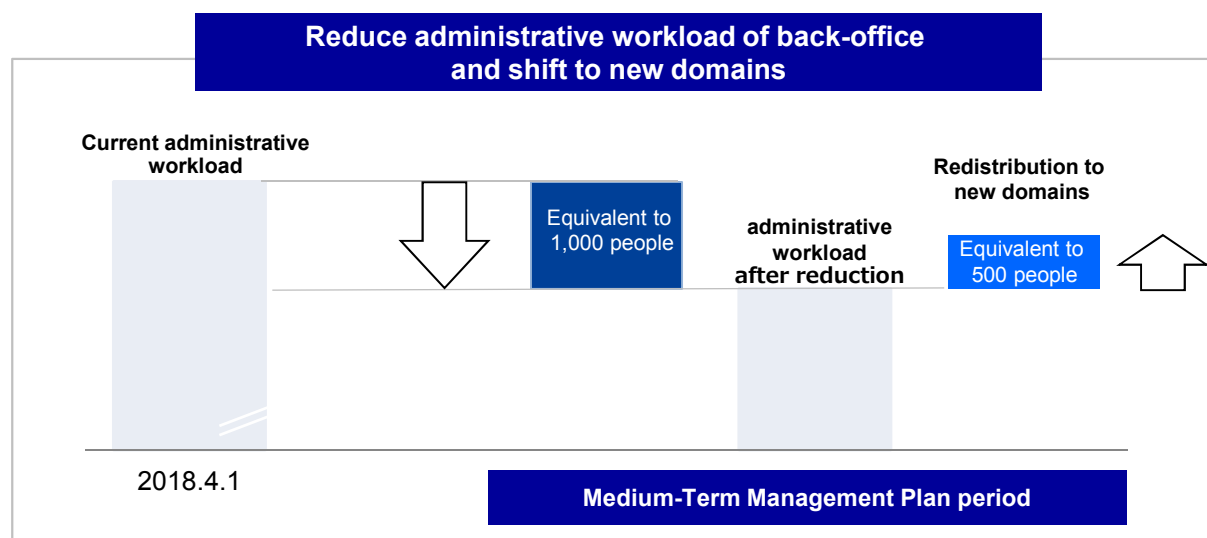 Reduce administrative workload of back-office
and shift to new domains
Current administrative
workload
Equivalent to
1,000 people
administrative
workload
after reduction
Redistribution to
new domains
Equivalent to
500 people
2018.4.1
Medium-Term Management Plan period